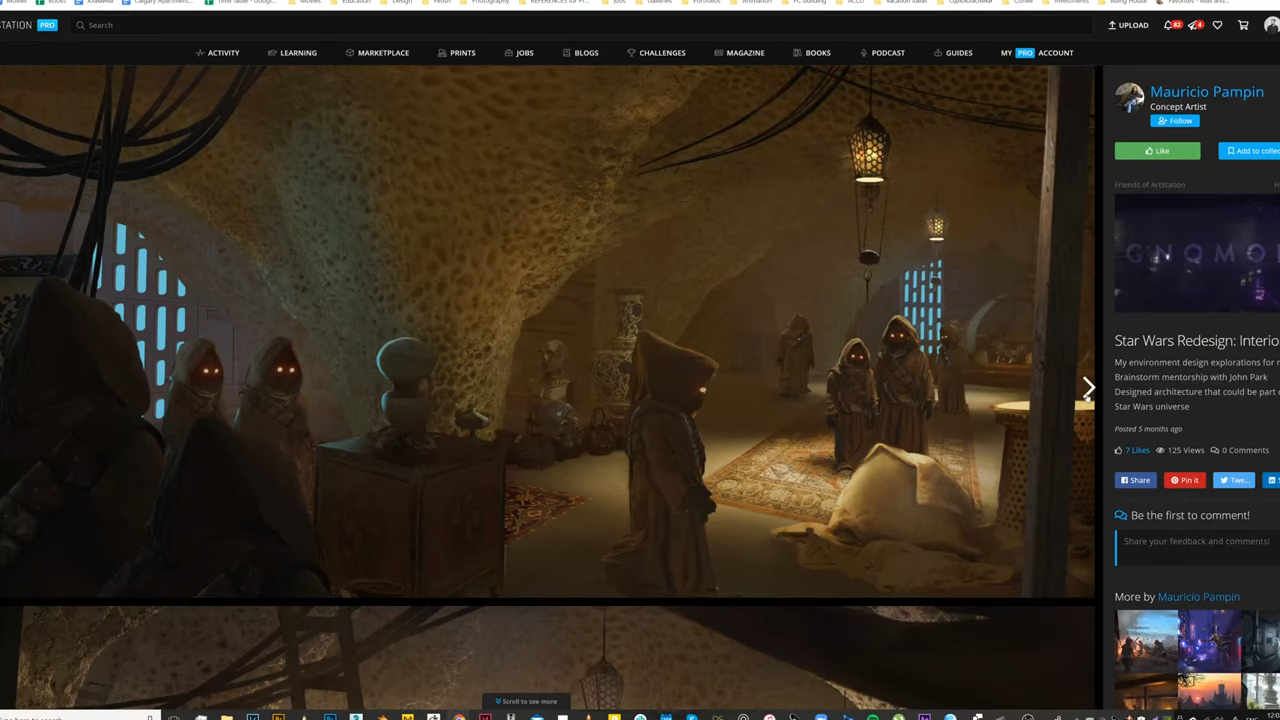 STATION PRO
Search
UPLOAD
82
4
ACTIVITY
LEARNING
MARKETPLACE
PRINTS
JOBS
BLOGS
CHALLENGES
MAGAZINE
BOOKS
PODCAST
GUIDES
MY PRO ACCOUNT
Mauricio Pampin
Concept Artist
Follow
Like
Add to collec
Friends of ArtStation
GNOMO
Star Wars Redesign: Interio
My environment design explorations for
Brainstorm mentorship with John Park
Designed architecture that could be part
Star Wars universe
Posted 5 months ago
7 Likes 125 Views 0 Comments
Share
Pin it
Twe...
Be the first to comment!
Share your feedback and comments!
More by Mauricio Pampin
Scroll to see more